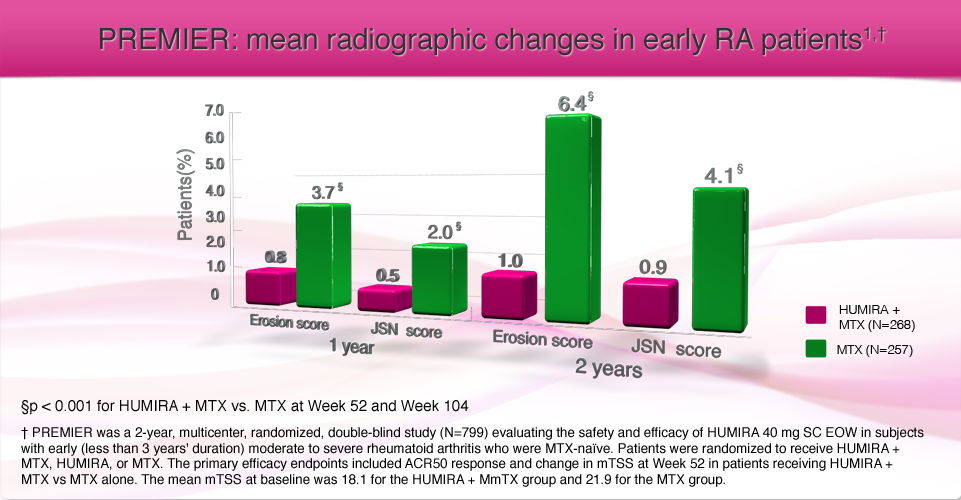 PREMIER: mean radiographic changes in early RA patients1,†
7.0
6.0
5.0
4.0
3.0
2.0
1.0
0
Patients(%)
0.8
3.7§
0.5
2.0§
1.0
6.4§
0.9
4.1§
Erosion score
JSN score
Erosion score
JSN score
1 year
2 years
HUMIRA +
MTX (N=268)
MTX (N=257)
§p < 0.001 for HUMIRA + MTX vs. MTX at Week 52 and Week 104
† PREMIER was a 2-year, multicenter, randomized, double-blind study (N=799) evaluating the safety and efficacy of HUMIRA 40 mg SC EOW in subjects
with early (less than 3 years' duration) moderate to severe rheumatoid arthritis who were MTX-naïve. Patients were randomized to receive HUMIRA +
MTX, HUMIRA, or MTX. The primary efficacy endpoints included ACR50 response and change in mTSS at Week 52 in patients receiving HUMIRA +
MTX vs MTX alone. The mean mTSS at baseline was 18.1 for the HUMIRA + MmTX group and 21.9 for the MTX group.